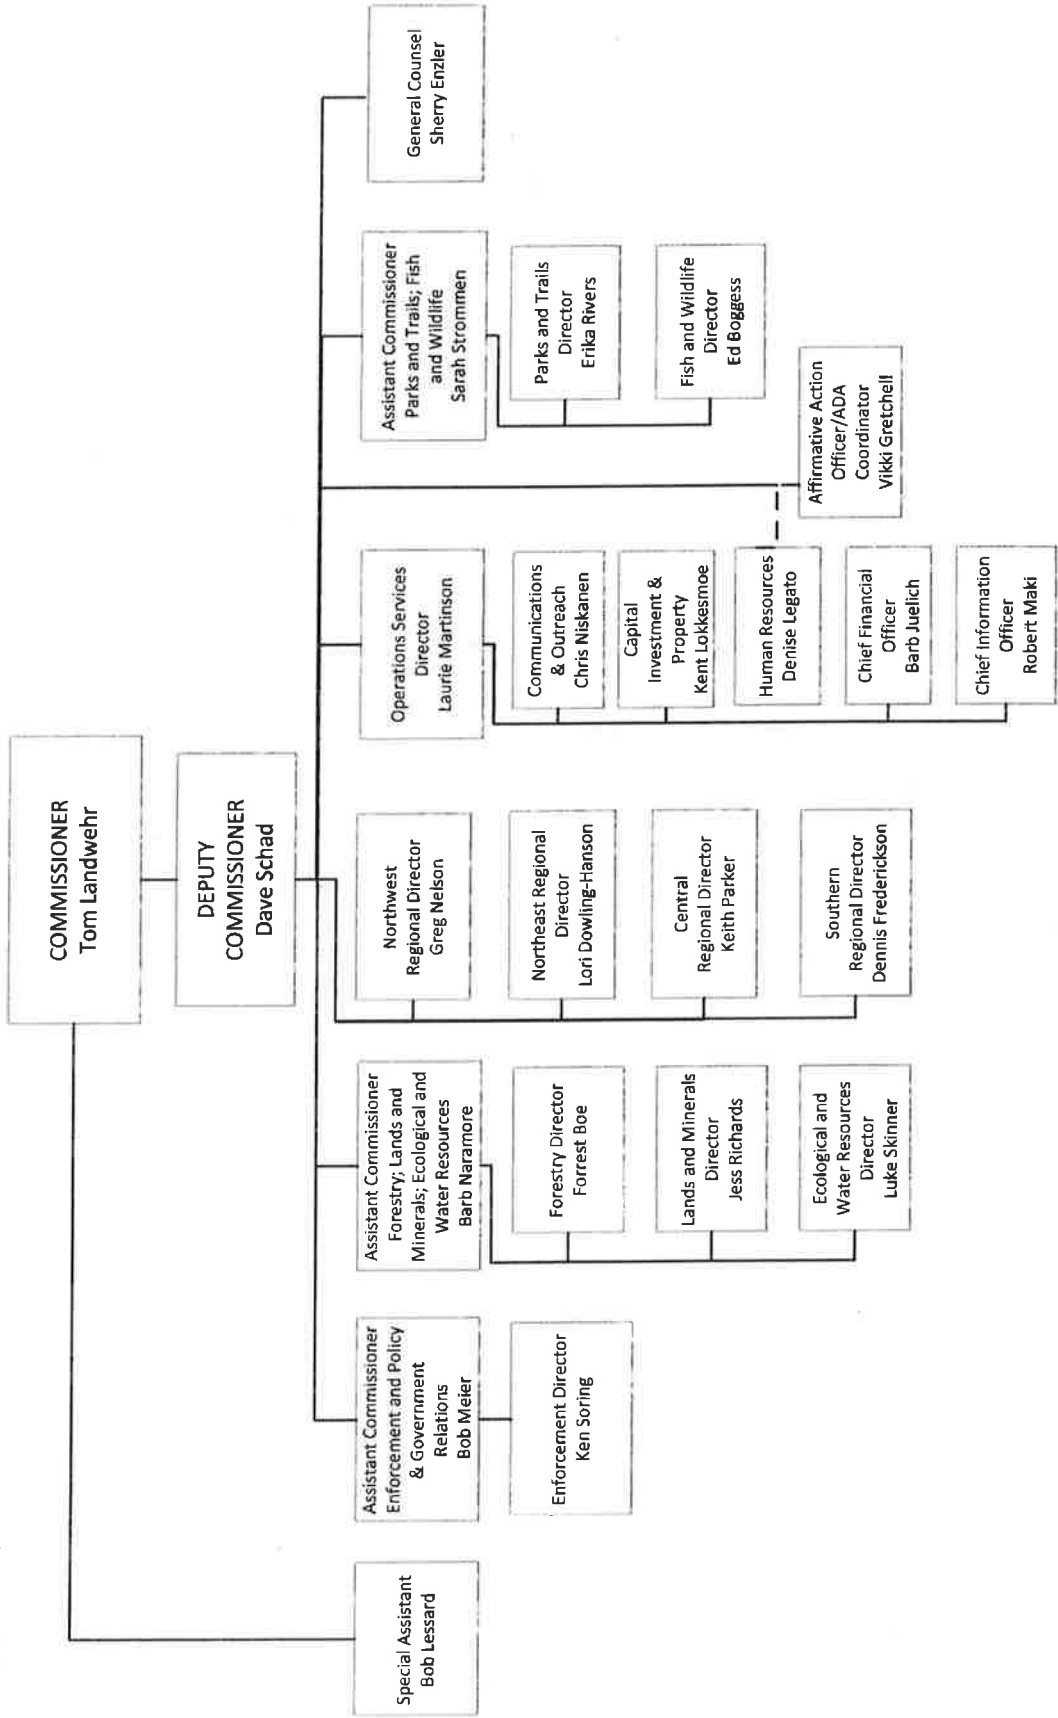 COMMISSIONER
Tom Landwehr
DEPUTY
COMMISSIONER
Dave Schad
Special Assistant
Bob Lessard
Assistant Commissioner
Enforcement and Policy
& Government
Relations
Bob Meier
Enforcement Director
Ken Soring
Assistant Commissioner
Forestry; Lands and
Minerals; Ecological and
Water Resources
Barb Naramore
Forestry Director
Forrest Boe
Lands and Minerals
Director
Jess Richards
Ecological and
Water Resources
Director
Luke Skinner
Northwest
Regional Director
Greg Nelson
Northeast Regional
Director
Lori Dowling-Hanson
Central
Regional Director
Keith Parker
Southern
Regional Director
Dennis Frederickson
Operations Services
Director
Laurie Martinson
Communications
& Outreach
Chris Niskanen
Capital
Investment &
Property
Kent Lokkesmoe
Human Resources
Denise Legato
Chief Financial
Officer
Barb Juelich
Chief Information
Officer
Robert Maki
Affirmative Action
Officer/ADA
Coordinator
Vikki Gretchell
Assistant Commissioner
Parks and Trails; Fish
and Wildlife
Sarah Strommen
Parks and Trails
Director
Erika Rivers
Fish and Wildlife
Director
Ed Boggess
General Counsel
Sherry Enzler